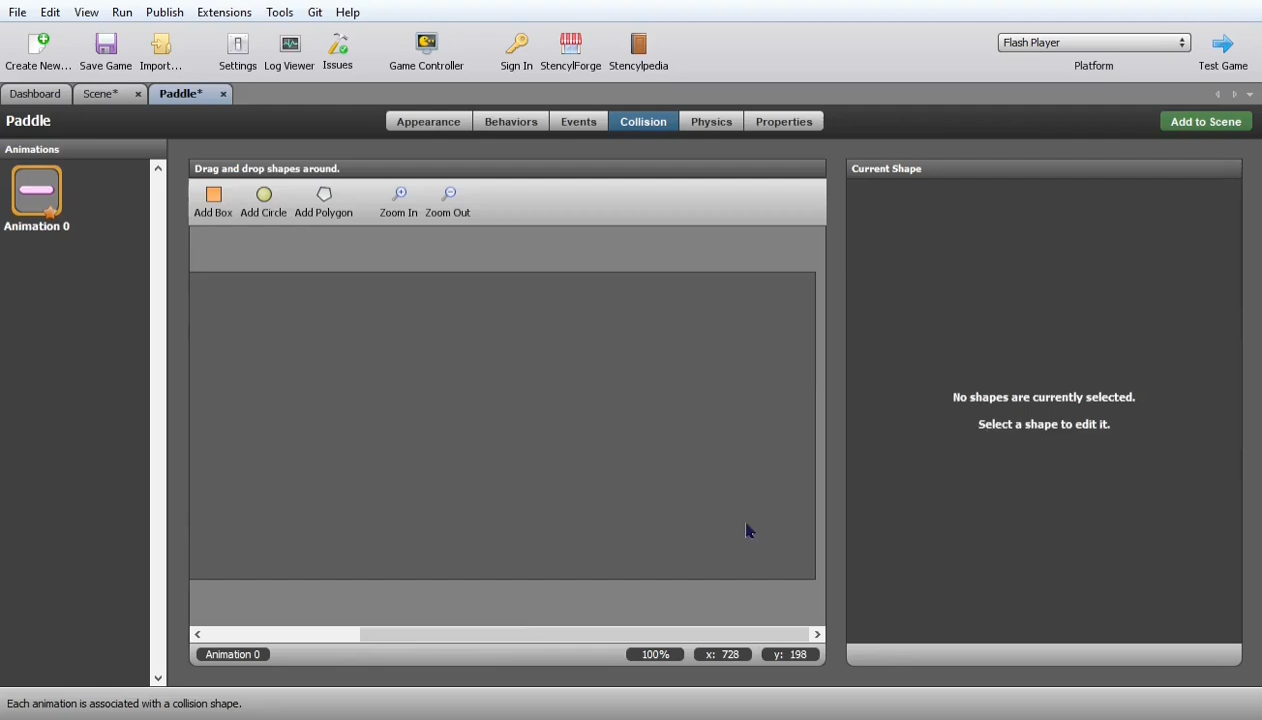 File Edit View Run Publish Extensions Tools Git Help
Create New... Save Game Import... Settings Log Viewer Issues Game Controller Sign In StencylForge Stencylpedia Flash Player Platform Test Game
Dashboard Scene* × Paddle* ×
Paddle Appearance Behaviors Events Collision Physics Properties Add to Scene
Animations
Animation 0
Drag and drop shapes around.
Add Box Add Circle Add Polygon Zoom In Zoom Out
Animation 0 100% x: 728 y: 198
Current Shape
No shapes are currently selected.
Select a shape to edit it.
Each animation is associated with a collision shape.